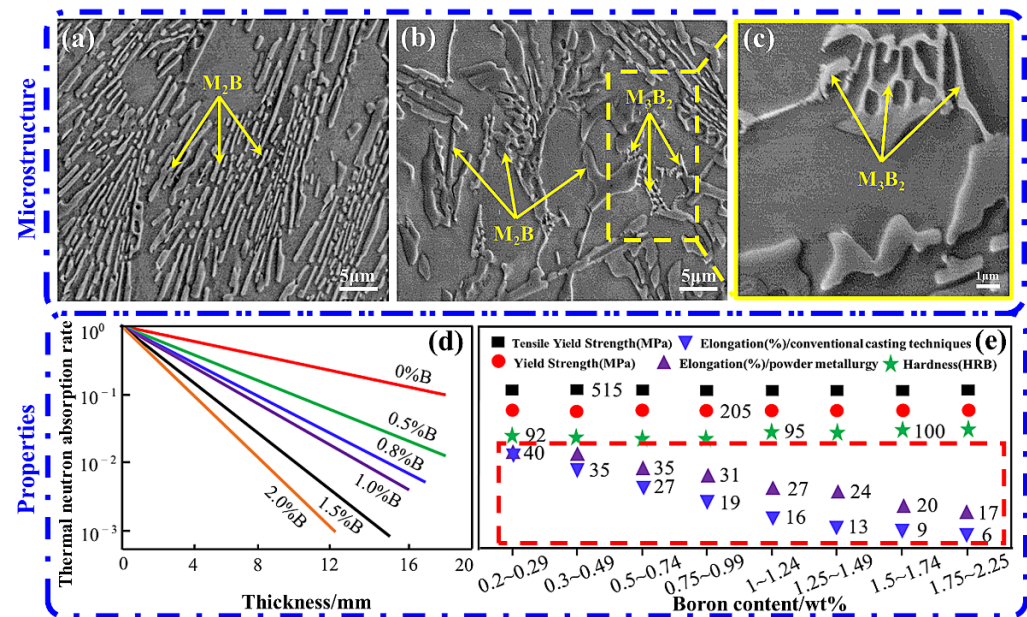 Microstructure
(a)
M₂B
5μm
(b)
M₃B₂
M₂B
5μm
(c)
M₃B₂
1μm
Properties
(d)
Thermal neutron absorption rate
10⁰
10⁻¹
10⁻²
10⁻³
0%B
0.5%B
0.8%B
1.0%B
1.5%B
2.0%B
0 4 8 12 16 20
Thickness/mm
(e)
Tensile Yield Strength(MPa) Elongation(%)/conventional casting techniques
Yield Strength(MPa) Elongation(%)/powder metallurgy Hardness(HRB)
515
205
92 95 100
40 35 35 31 27 24 20 17
27 19 16 13 9 6
0.2~0.29 0.3~0.49 0.5~0.74 0.75~0.99 1~1.24 1.25~1.49 1.5~1.74 1.75~2.25
Boron content/wt%